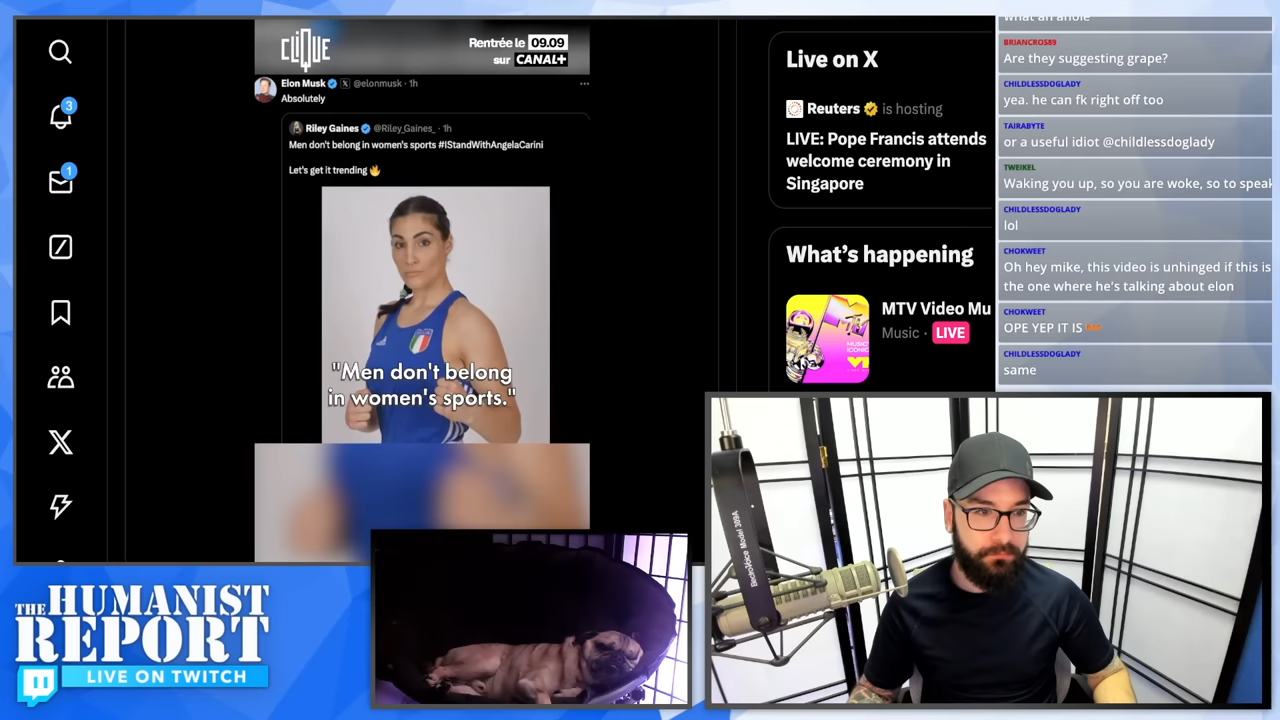 CLIQUE
Rentrée le 09.09
sur CANAL+
Elon Musk @elonmusk · 1h
Absolutely
Riley Gaines @Riley_Gaines_ · 1h
Men don't belong in women's sports #IStandWithAngelaCarini
Let's get it trending 🔥
"Men don't belong
in women's sports."
3
1
Live on X
Reuters is hosting
LIVE: Pope Francis attends
welcome ceremony in
Singapore
What's happening
MTV Video Mu
Music · LIVE
what an ahole
BRIANCROS89
Are they suggesting grape?
CHILDLESSDOGLADY
yea. he can fk right off too
TAIRABYTE
or a useful idiot @childlessdoglady
TWEIKEL
Waking you up, so you are woke, so to speak
CHILDLESSDOGLADY
lol
CHOKWEET
Oh hey mike, this video is unhinged if this is
the one where he's talking about elon
CHOKWEET
OPE YEP IT IS
CHILDLESSDOGLADY
same
THE HUMANIST
REPORT
LIVE ON TWITCH